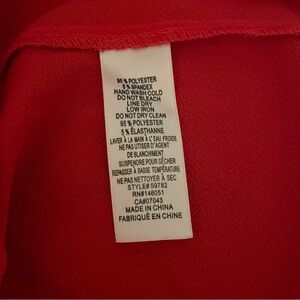 95% POLYESTER
5% SPANDEX
HAND WASH COLD
DO NOT BLEACH
LINE DRY
LOW IRON
DO NOT DRY CLEAN
95% POLYESTER
5% ÉLASTHANNE
LAVER À LA MAIN À L'EAU FROIDE
NE PAS UTISER D'AGENT
DE BLANCHIMENT
SUSPENDRE POUR SÉCHER
REPASSER À BASSE TEMPÉRATURE
NE PAS NETTOYER À SEC
STYLE#59782
RN#146051
CA#07043
MADE IN CHINA
FABRIQUÉ EN CHINE